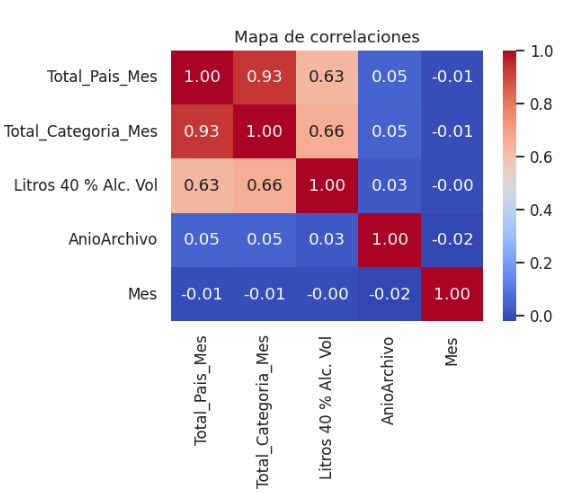 Mapa de correlaciones
Total_Pais_Mes 1.00 0.93 0.63 0.05 -0.01
Total_Categoria_Mes 0.93 1.00 0.66 0.05 -0.01
Litros 40 % Alc. Vol 0.63 0.66 1.00 0.03 -0.00
AnioArchivo 0.05 0.05 0.03 1.00 -0.02
Mes -0.01 -0.01 -0.00 -0.02 1.00
Total_Pais_Mes
Total_Categoria_Mes
Litros 40 % Alc. Vol
AnioArchivo
Mes
1.0
0.8
0.6
0.4
0.2
0.0